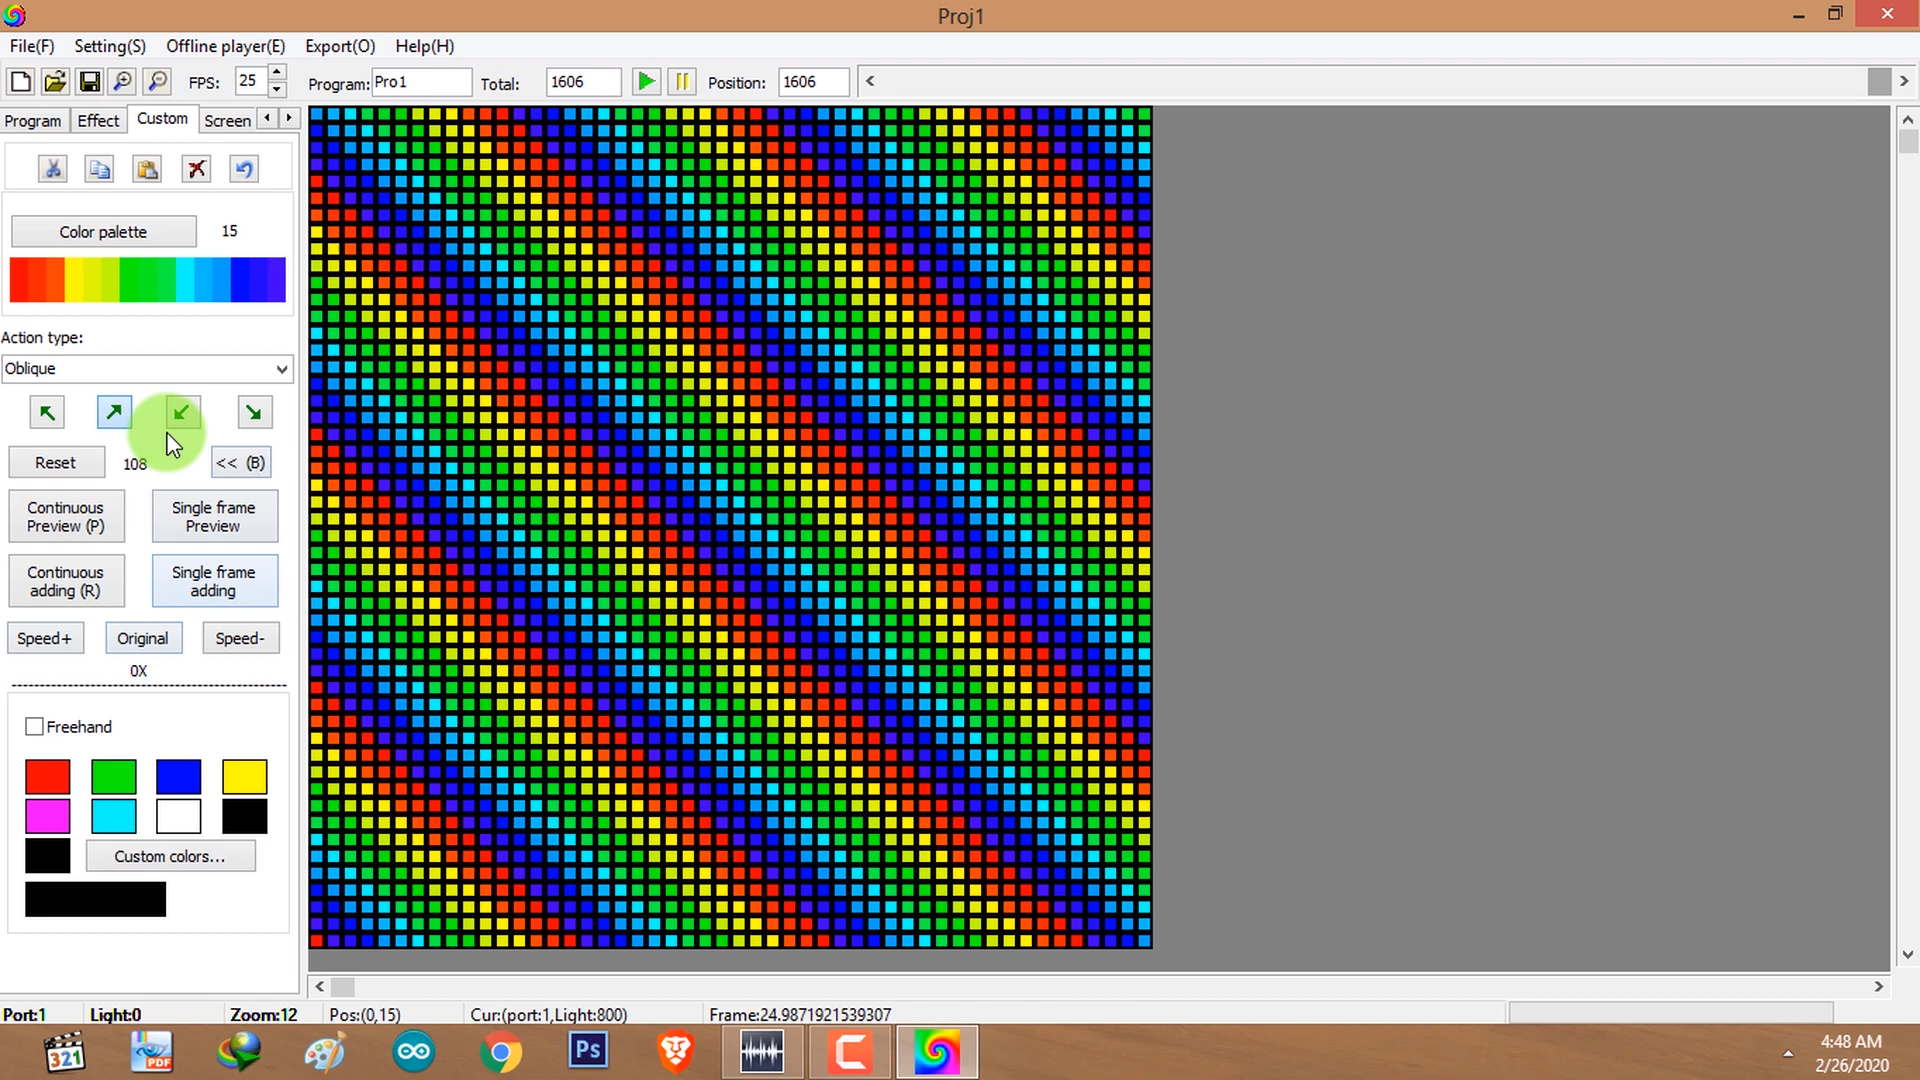 Proj1
File(F) Setting(S) Offline player(E) Export(O) Help(H)
FPS: 25 Program: Pro1 Total: 1606 Position: 1606
Program Effect Custom Screen
Color palette 15
Action type:
Oblique
Reset 108 << (B)
Continuous Preview (P)
Single frame Preview
Continuous adding (R)
Single frame adding
Speed+ Original Speed-
0X
Freehand
Custom colors...
Port:1 Light:0 Zoom:12 Pos:(0,15) Cur:(port:1,Light:800) Frame:24.9871921539307
321 PDF Ps C
4:48 AM
2/26/2020